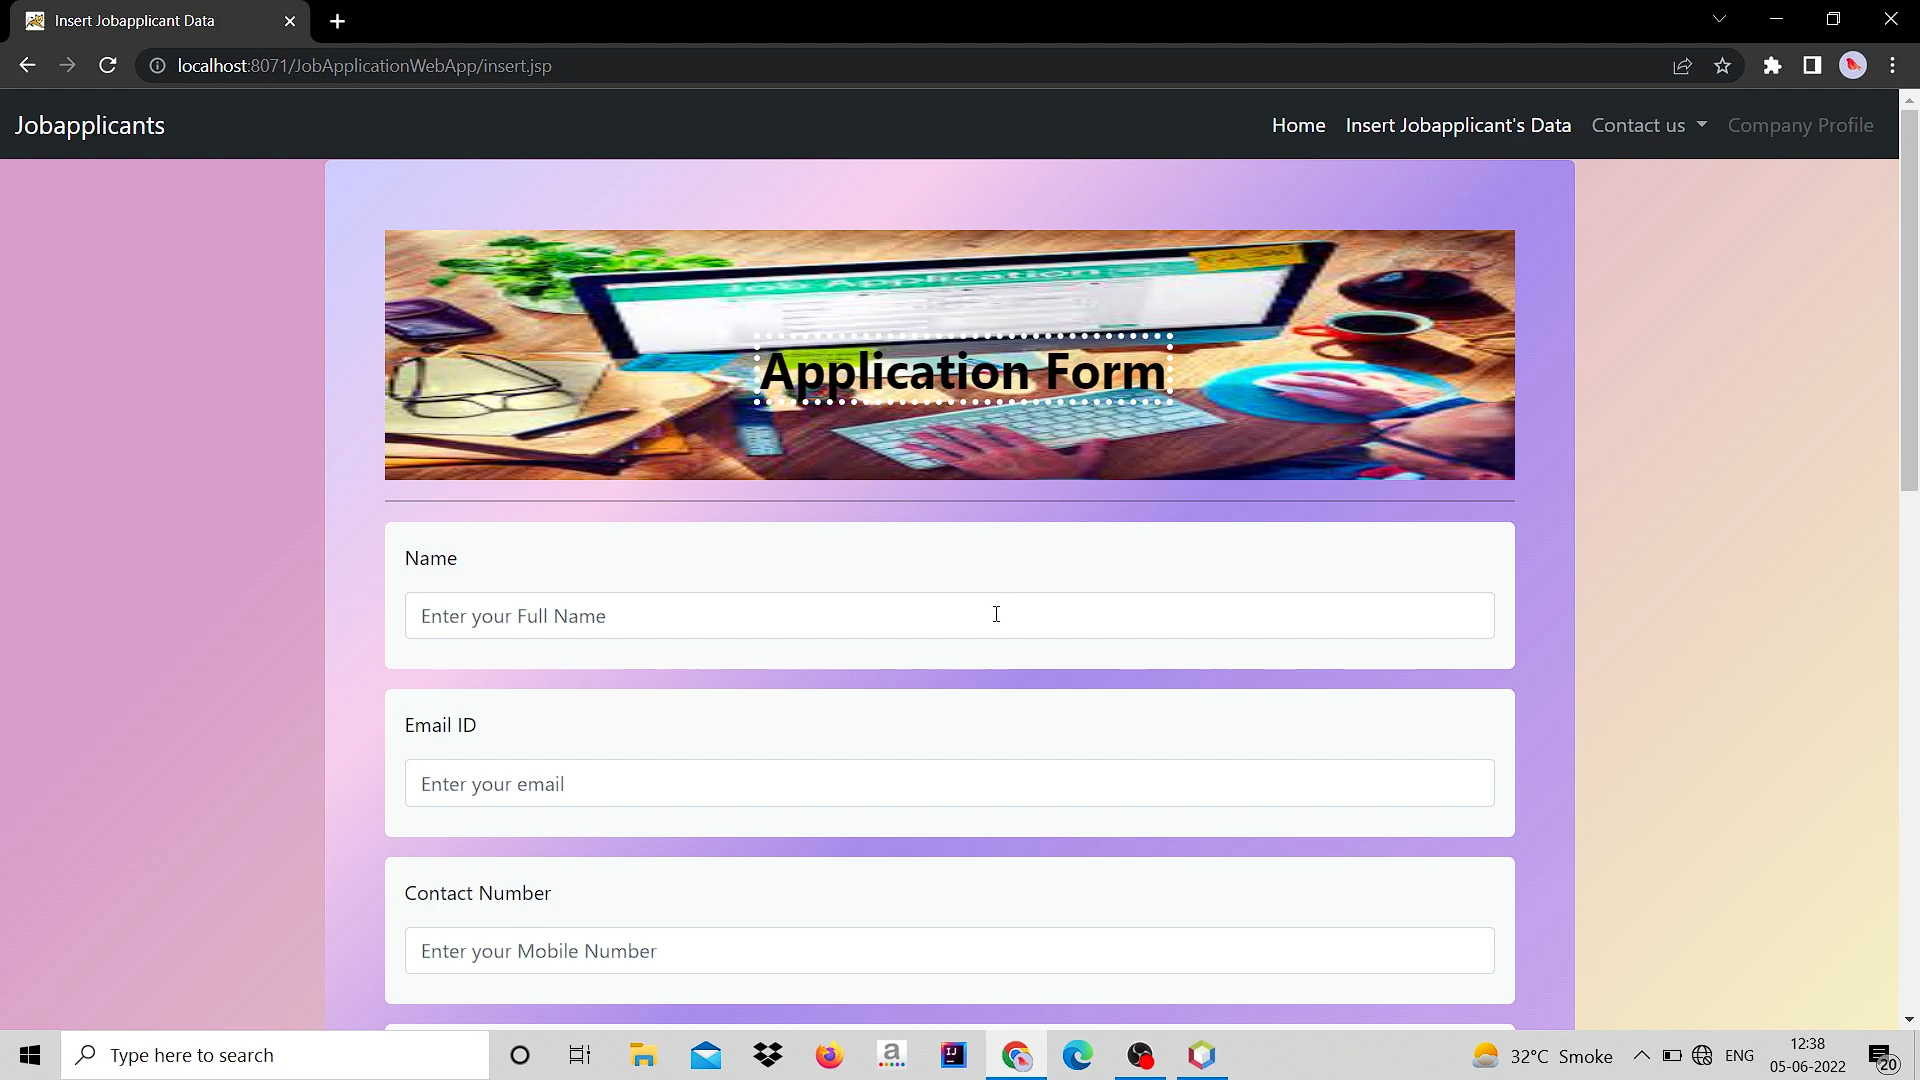 Insert Jobapplicant Data
localhost:8071/JobApplicationWebApp/insert.jsp
Jobapplicants
Home Insert Jobapplicant's Data Contact us Company Profile
Job Application
Application Form
Name
Enter your Full Name
Email ID
Enter your email
Contact Number
Enter your Mobile Number
Type here to search
32°C Smoke
ENG
12:38
05-06-2022
20